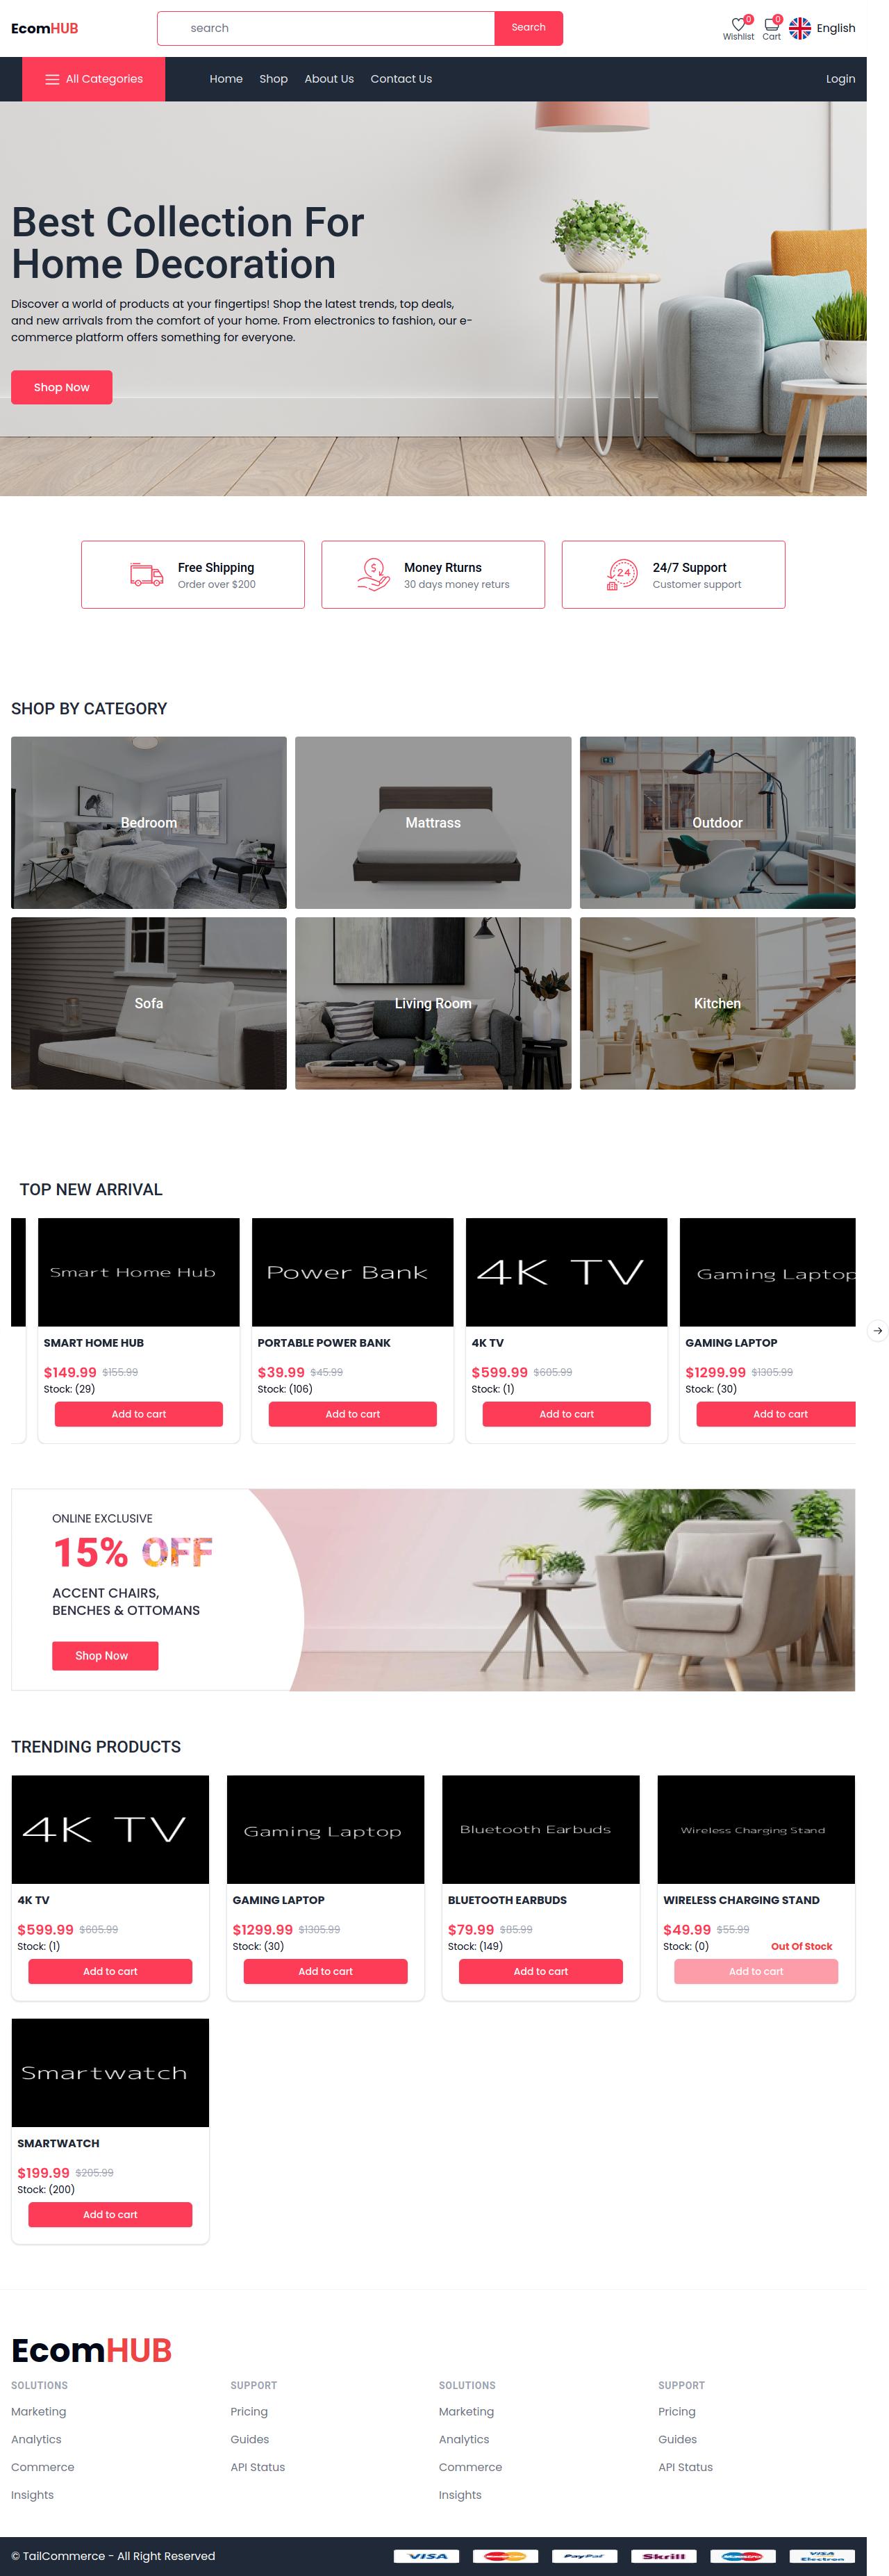 EcomHUB
search
Search
0
0
Wishlist
Cart
English
All Categories
Home
Shop
About Us
Contact Us
Login
Best Collection For
Home Decoration
Discover a world of products at your fingertips! Shop the latest trends, top deals,
and new arrivals from the comfort of your home. From electronics to fashion, our e-
commerce platform offers something for everyone.
Shop Now
Free Shipping
Order over $200
$
Money Rturns
30 days money returs
24
24/7 Support
Customer support
SHOP BY CATEGORY
Bedroom
Mattrass
Outdoor
Sofa
Living Room
Kitchen
TOP NEW ARRIVAL
Smart Home Hub
SMART HOME HUB
$149.99 $155.99
Stock: (29)
Add to cart
Power Bank
PORTABLE POWER BANK
$39.99 $45.99
Stock: (106)
Add to cart
4K TV
4K TV
$599.99 $605.99
Stock: (1)
Add to cart
Gaming Laptop
GAMING LAPTOP
$1299.99 $1305.99
Stock: (30)
Add to cart
ONLINE EXCLUSIVE
15% OFF
ACCENT CHAIRS,
BENCHES & OTTOMANS
Shop Now
TRENDING PRODUCTS
4K TV
4K TV
$599.99 $605.99
Stock: (1)
Add to cart
Gaming Laptop
GAMING LAPTOP
$1299.99 $1305.99
Stock: (30)
Add to cart
Bluetooth Earbuds
BLUETOOTH EARBUDS
$79.99 $85.99
Stock: (149)
Add to cart
Wireless Charging Stand
WIRELESS CHARGING STAND
$49.99 $55.99
Stock: (0) Out Of Stock
Add to cart
Smartwatch
SMARTWATCH
$199.99 $205.99
Stock: (200)
Add to cart
EcomHUB
SOLUTIONS
Marketing
Analytics
Commerce
Insights
SUPPORT
Pricing
Guides
API Status
SOLUTIONS
Marketing
Analytics
Commerce
Insights
SUPPORT
Pricing
Guides
API Status
© TailCommerce - All Right Reserved
VISA
PayPal
Skrill
VISA
Electron